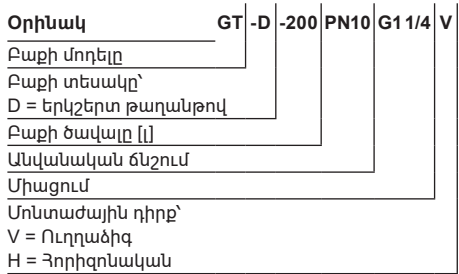 Օրինակ GT -D -200 PN10 G1 1/4 V
Բաքի մոդելը
Բաքի տեսակը՝
D = երկշերտ թաղանթով
Բաքի ծավալը [լ]
Անվանական ճնշում
Միացում
Մոնտաժային դիրք՝
V = Ուղղաձիգ
H = Հորիզոնական